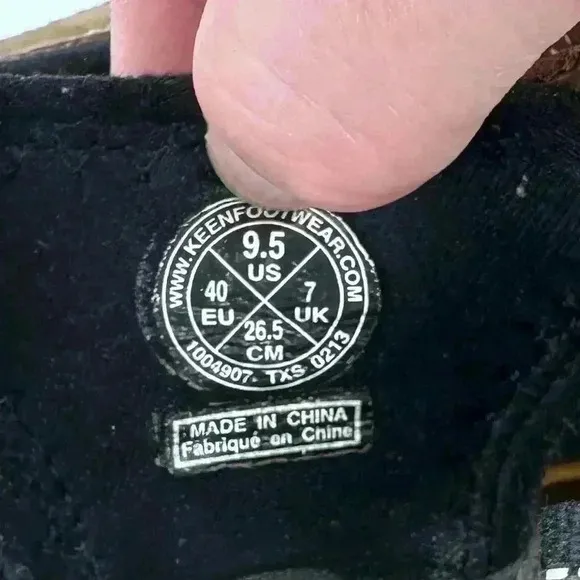 WWW.KEENFOOTWEAR.COM
9.5
US
40
EU
7
UK
26.5
CM
1004907- TXS 0213
MADE IN CHINA
Fabriqué en Chine